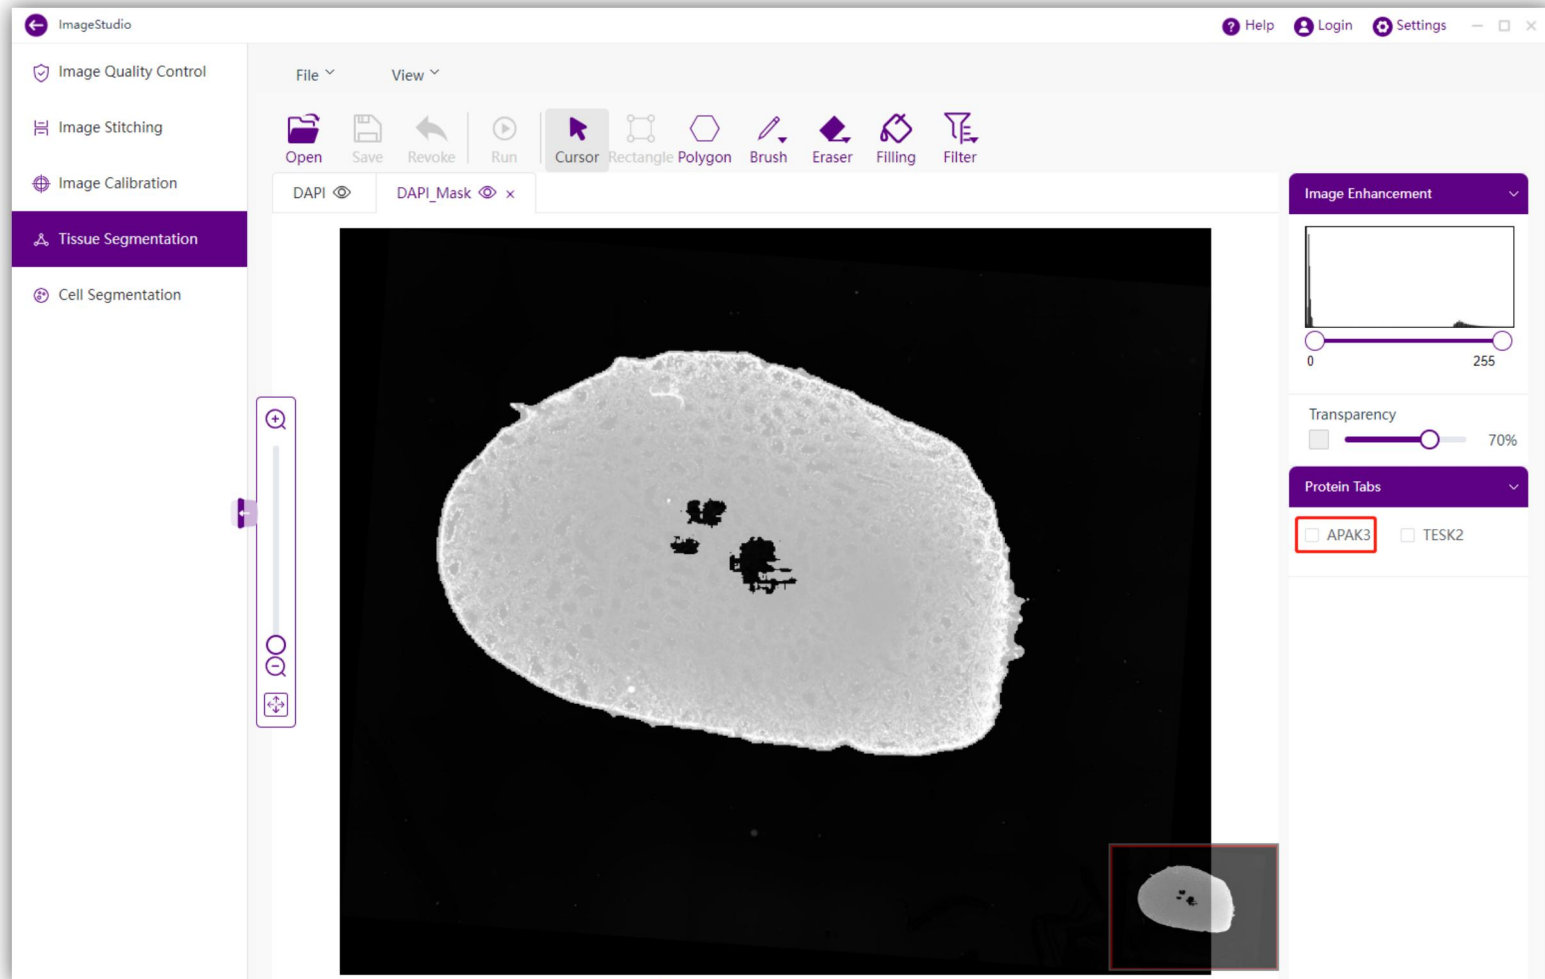 ImageStudio
Help Login Settings
Image Quality Control
Image Stitching
Image Calibration
Tissue Segmentation
Cell Segmentation
File View
Open Save Revoke Run Cursor Rectangle Polygon Brush Eraser Filling Filter
DAPI DAPI_Mask
Image Enhancement
0 255
Transparency
70%
Protein Tabs
APAK3 TESK2